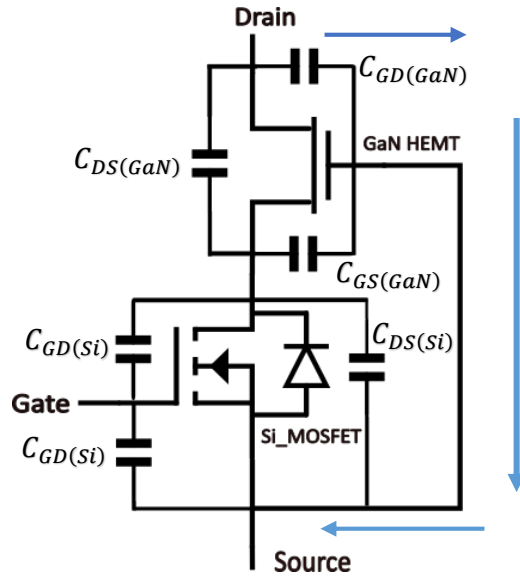 Drain
C_{GD(GaN)}
GaN HEMT
C_{DS(GaN)}
C_{GS(GaN)}
C_{GD(Si)}
C_{DS(Si)}
Gate
Si_MOSFET
C_{GD(Si)}
Source